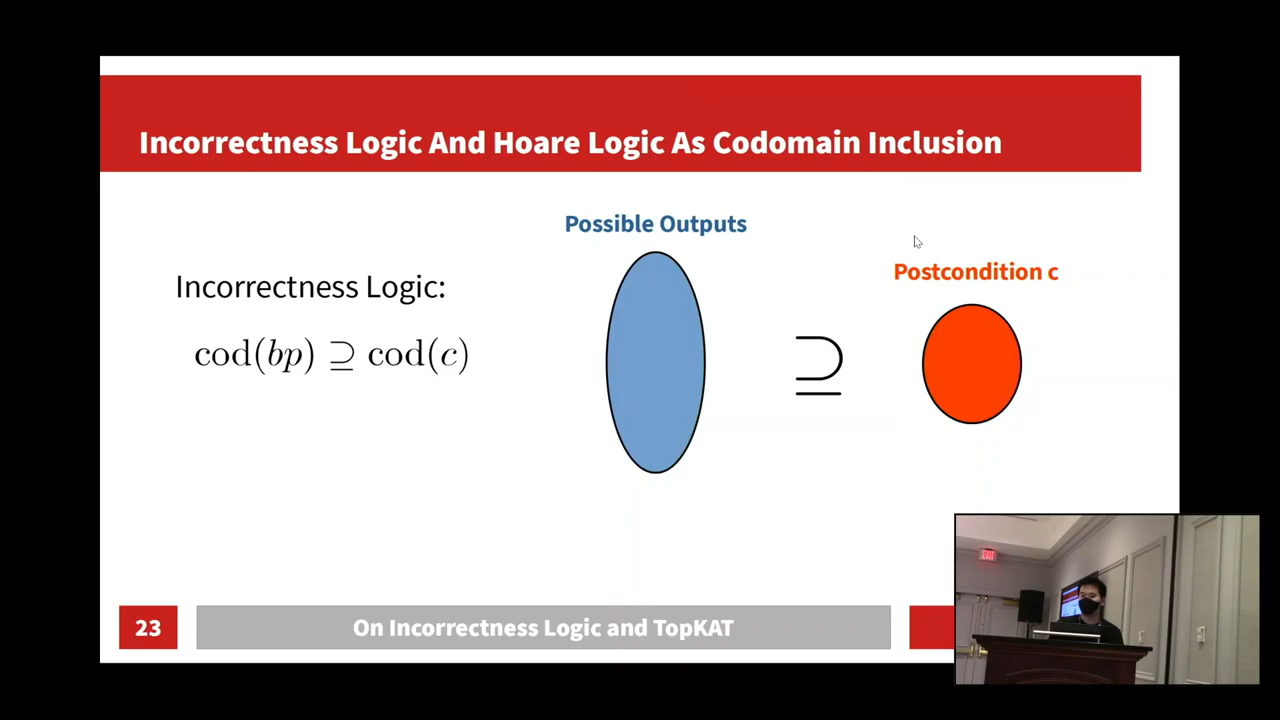 Incorrectness Logic And Hoare Logic As Codomain Inclusion
Possible Outputs
Postcondition c
Incorrectness Logic:
cod(bp) ⊇ cod(c)
⊇
23
On Incorrectness Logic and TopKAT
EXIT